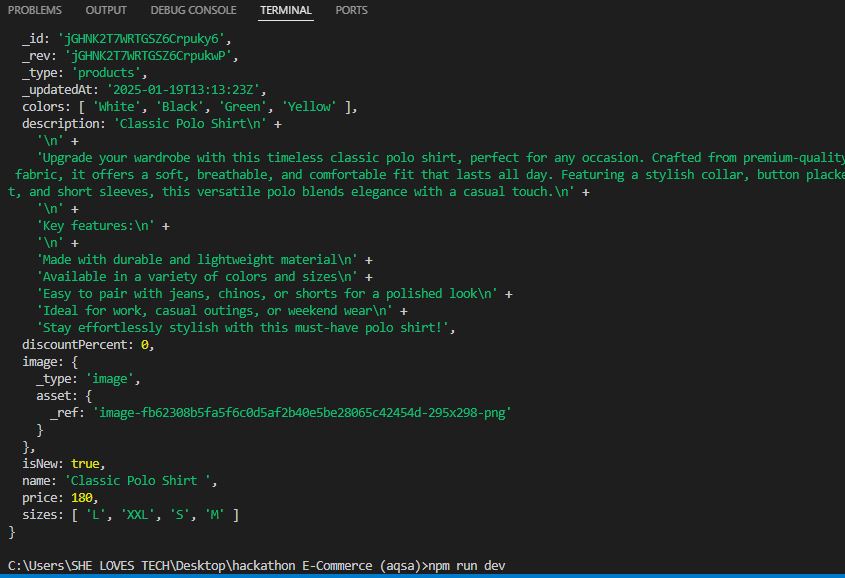 PROBLEMS OUTPUT DEBUG CONSOLE TERMINAL PORTS
_id: 'jGHNK2T7WRTGSZ6Crpuky6',
_rev: 'jGHNK2T7WRTGSZ6CrpukwP',
_type: 'products',
_updatedAt: '2025-01-19T13:13:23Z',
colors: [ 'White', 'Black', 'Green', 'Yellow' ],
description: 'Classic Polo Shirt\n' +
'\n' +
'Upgrade your wardrobe with this timeless classic polo shirt, perfect for any occasion. Crafted from premium-quality
fabric, it offers a soft, breathable, and comfortable fit that lasts all day. Featuring a stylish collar, button placke
t, and short sleeves, this versatile polo blends elegance with a casual touch.\n' +
'\n' +
'Key features:\n' +
'\n' +
'Made with durable and lightweight material\n' +
'Available in a variety of colors and sizes\n' +
'Easy to pair with jeans, chinos, or shorts for a polished look\n' +
'Ideal for work, casual outings, or weekend wear\n' +
'Stay effortlessly stylish with this must-have polo shirt!',
discountPercent: 0,
image: {
_type: 'image',
asset: {
_ref: 'image-fb62308b5fa5f6c0d5af2b40e5be28065c42454d-295x298-png'
}
},
isNew: true,
name: 'Classic Polo Shirt ',
price: 180,
sizes: [ 'L', 'XXL', 'S', 'M' ]
}
C:\Users\SHE LOVES TECH\Desktop\hackathon E-Commerce (aqsa)>npm run dev